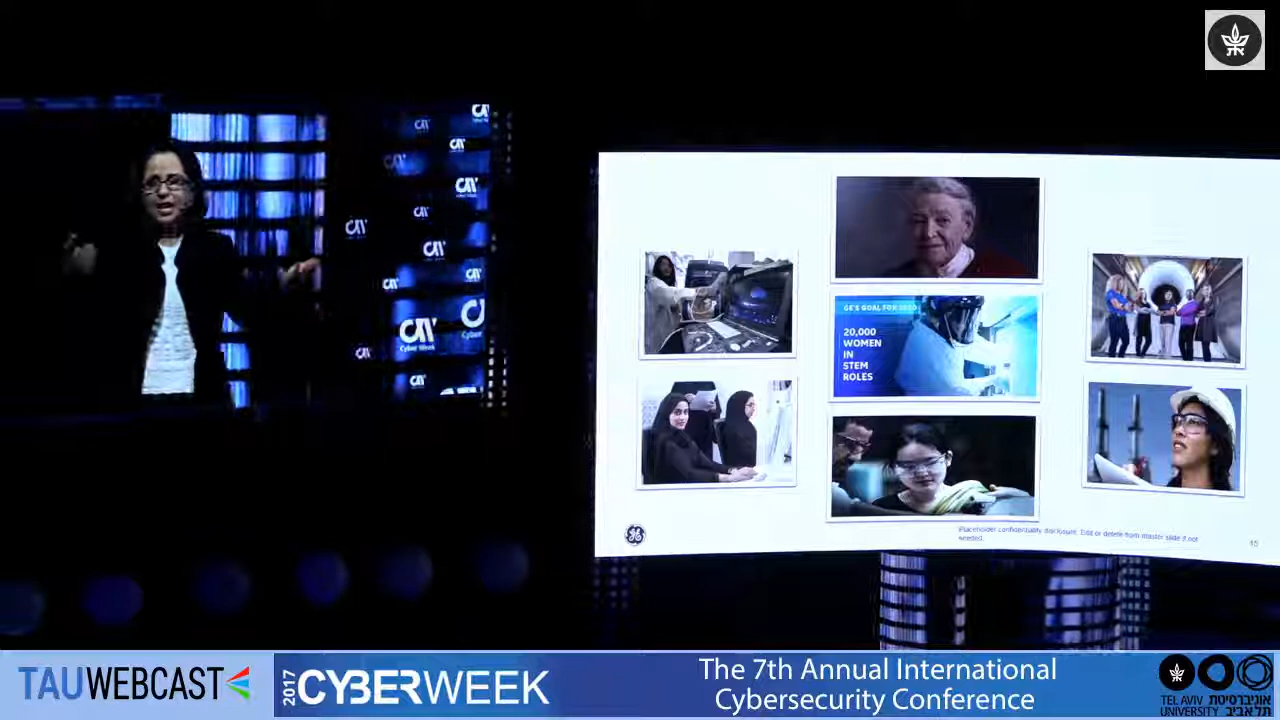 Cyber Week
GE'S GOAL FOR 2020
20,000
WOMEN
IN
STEM
ROLES
(Placeholder confidentiality disclosure. Edit or delete from master slide if not
needed.
15
TAUWEBCAST
2017 CYBERWEEK
The 7th Annual International
Cybersecurity Conference
TEL AVIV
UNIVERSITY
אוניברסיטת
תל אביב